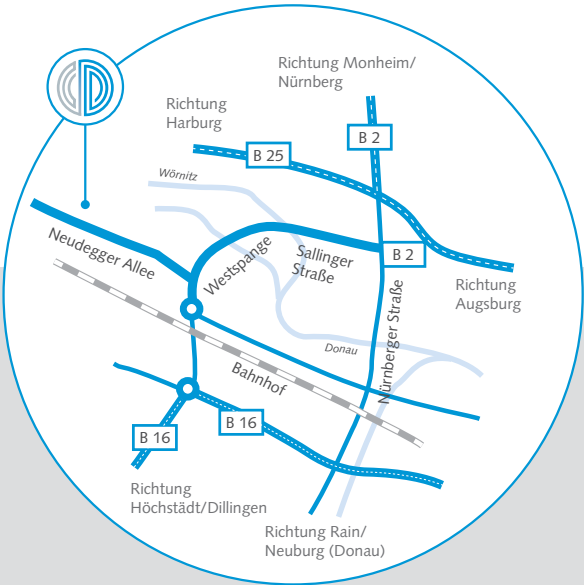 Richtung Monheim/
Nürnberg
Richtung
Harburg
B 2
B 25
Wörnitz
Neudegger Allee
Westspange
Sallinger
Straße
B 2
Richtung
Augsburg
Nürnberger Straße
Donau
Bahnhof
B 16
B 16
Richtung
Höchstädt/Dillingen
Richtung Rain/
Neuburg (Donau)